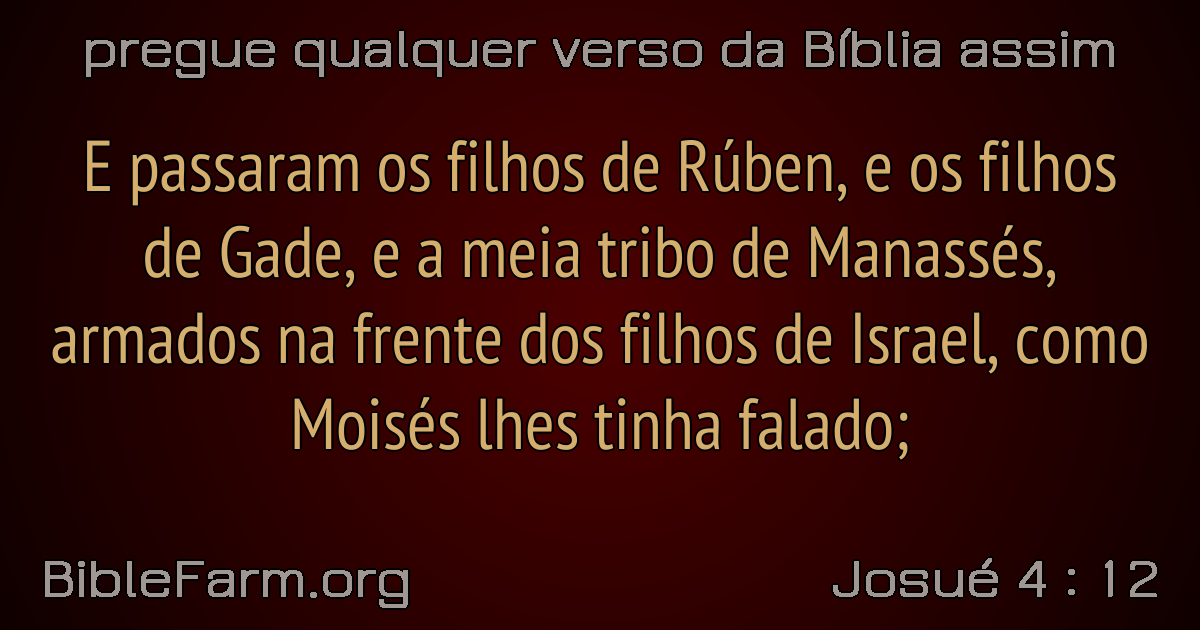 pregue qualquer verso da Bíblia assim
E passaram os filhos de Rúben, e os filhos
de Gade, e a meia tribo de Manassés,
armados na frente dos filhos de Israel, como
Moisés lhes tinha falado;
BibleFarm.org
Josué 4 : 12